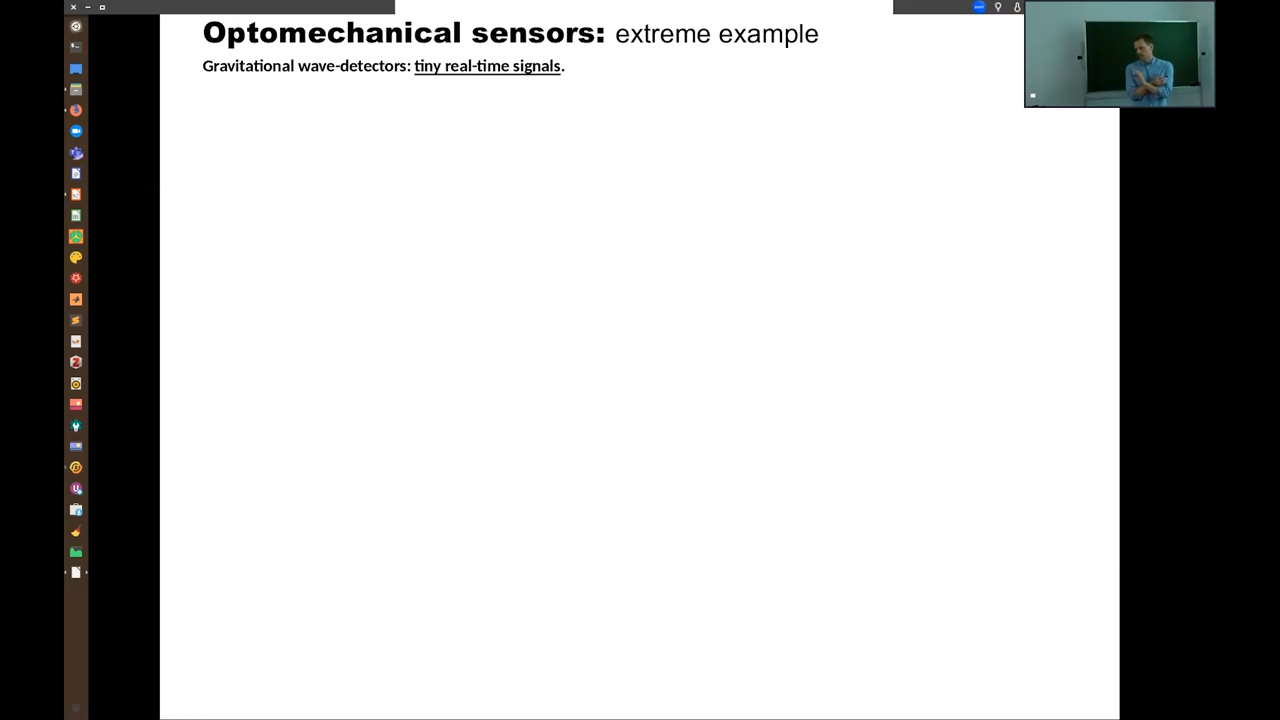 Optomechanical sensors: extreme example
Gravitational wave-detectors: tiny real-time signals.